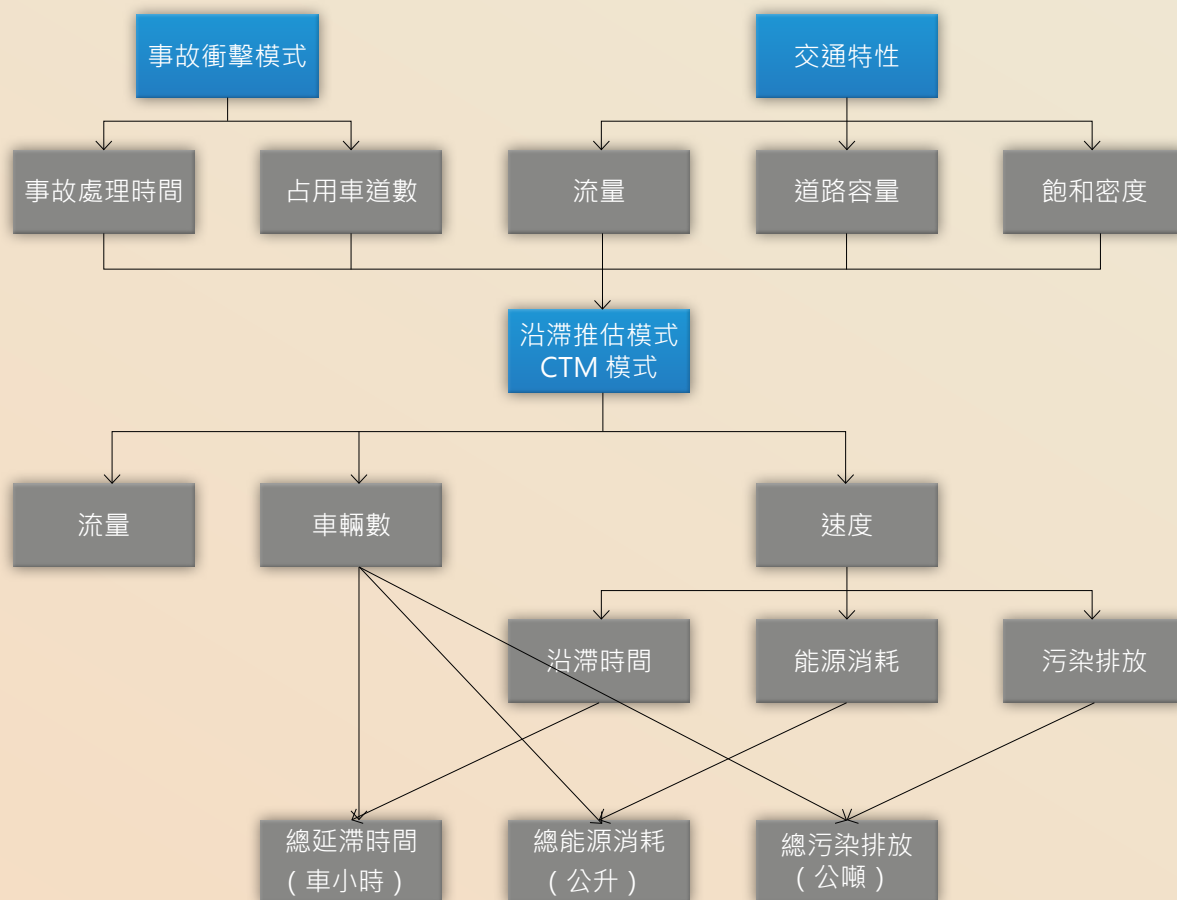 事故衝擊模式
交通特性
事故處理時間
占用車道數
流量
道路容量
飽和密度
沿滯推估模式
CTM 模式
流量
車輛數
速度
沿滯時間
能源消耗
污染排放
總延滯時間
（車小時）
總能源消耗
（公升）
總污染排放
（公噸）